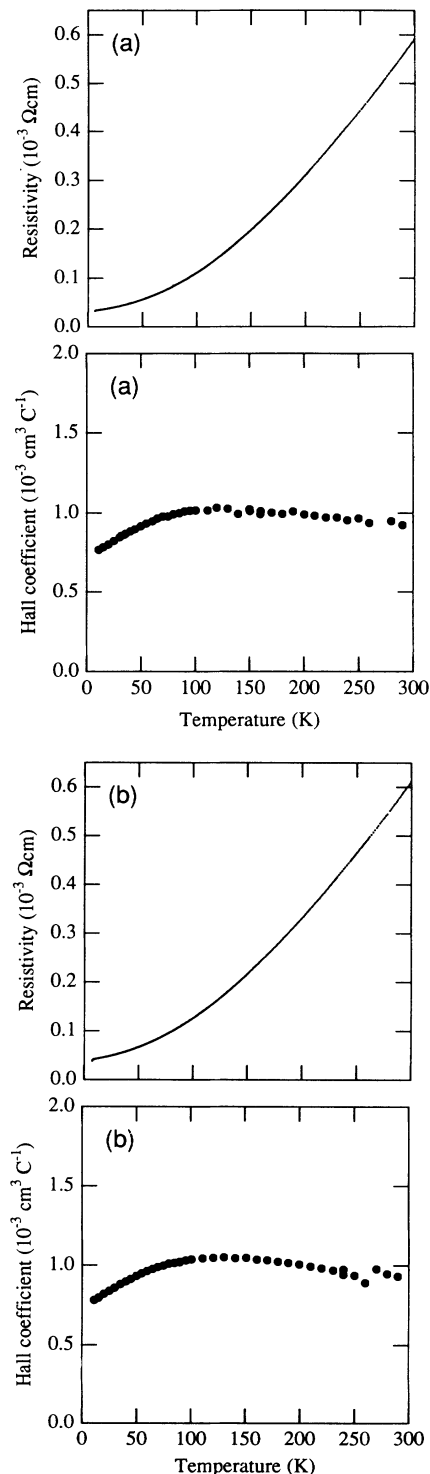 (a)
0.6
0.5
0.4
0.3
0.2
0.1
0.0
Resistivity (10⁻³ Ωcm)
(a)
2.0
1.5
1.0
0.5
0.0
Hall coefficient (10⁻³ cm³ C⁻¹)
0 50 100 150 200 250 300
Temperature (K)
(b)
0.6
0.5
0.4
0.3
0.2
0.1
0.0
Resistivity (10⁻³ Ωcm)
(b)
2.0
1.5
1.0
0.5
0.0
Hall coefficient (10⁻³ cm³ C⁻¹)
0 50 100 150 200 250 300
Temperature (K)